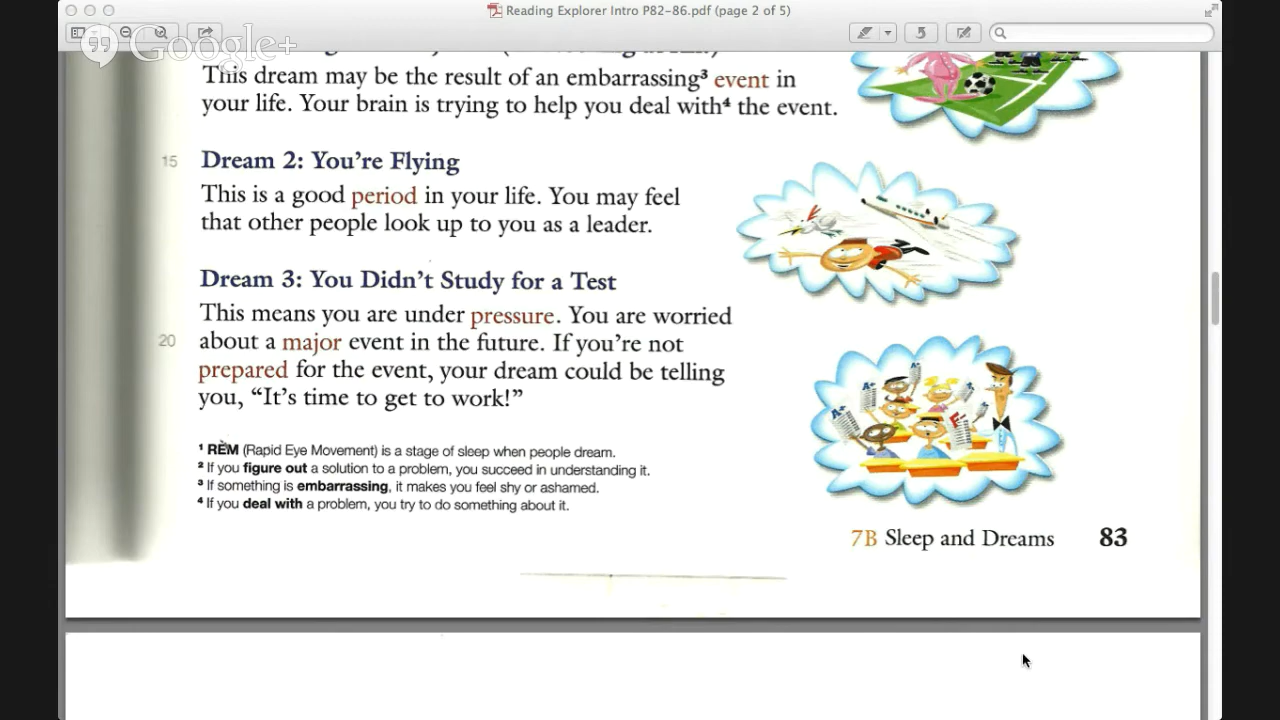 Reading Explorer Intro P82-86.pdf (page 2 of 5)
Google+
This dream may be the result of an embarrassing³ event in
your life. Your brain is trying to help you deal with⁴ the event.
15 Dream 2: You're Flying
This is a good period in your life. You may feel
that other people look up to you as a leader.
Dream 3: You Didn't Study for a Test
This means you are under pressure. You are worried
20 about a major event in the future. If you're not
prepared for the event, your dream could be telling
you, “It's time to get to work!”
A+
A+
A+
F
¹ REM (Rapid Eye Movement) is a stage of sleep when people dream.
² If you figure out a solution to a problem, you succeed in understanding it.
³ If something is embarrassing, it makes you feel shy or ashamed.
⁴ If you deal with a problem, you try to do something about it.
7B Sleep and Dreams 83